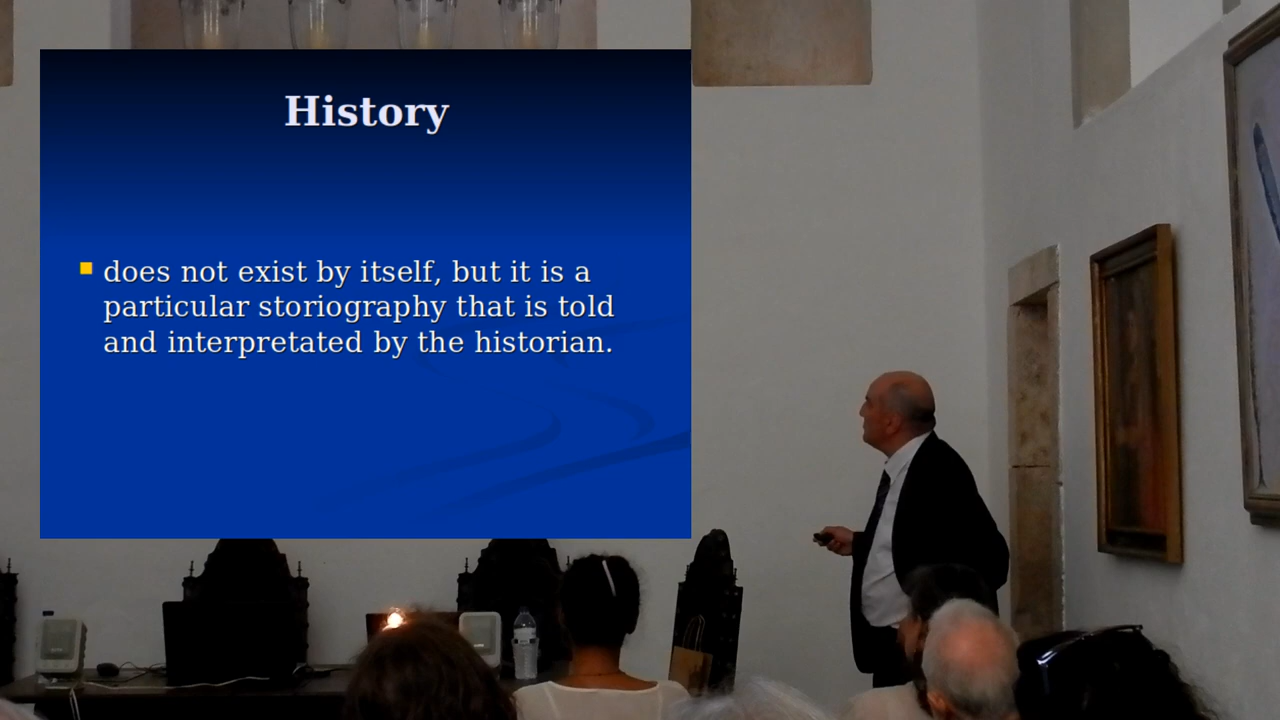 History
does not exist by itself, but it is a
particular storiography that is told
and interpretated by the historian.